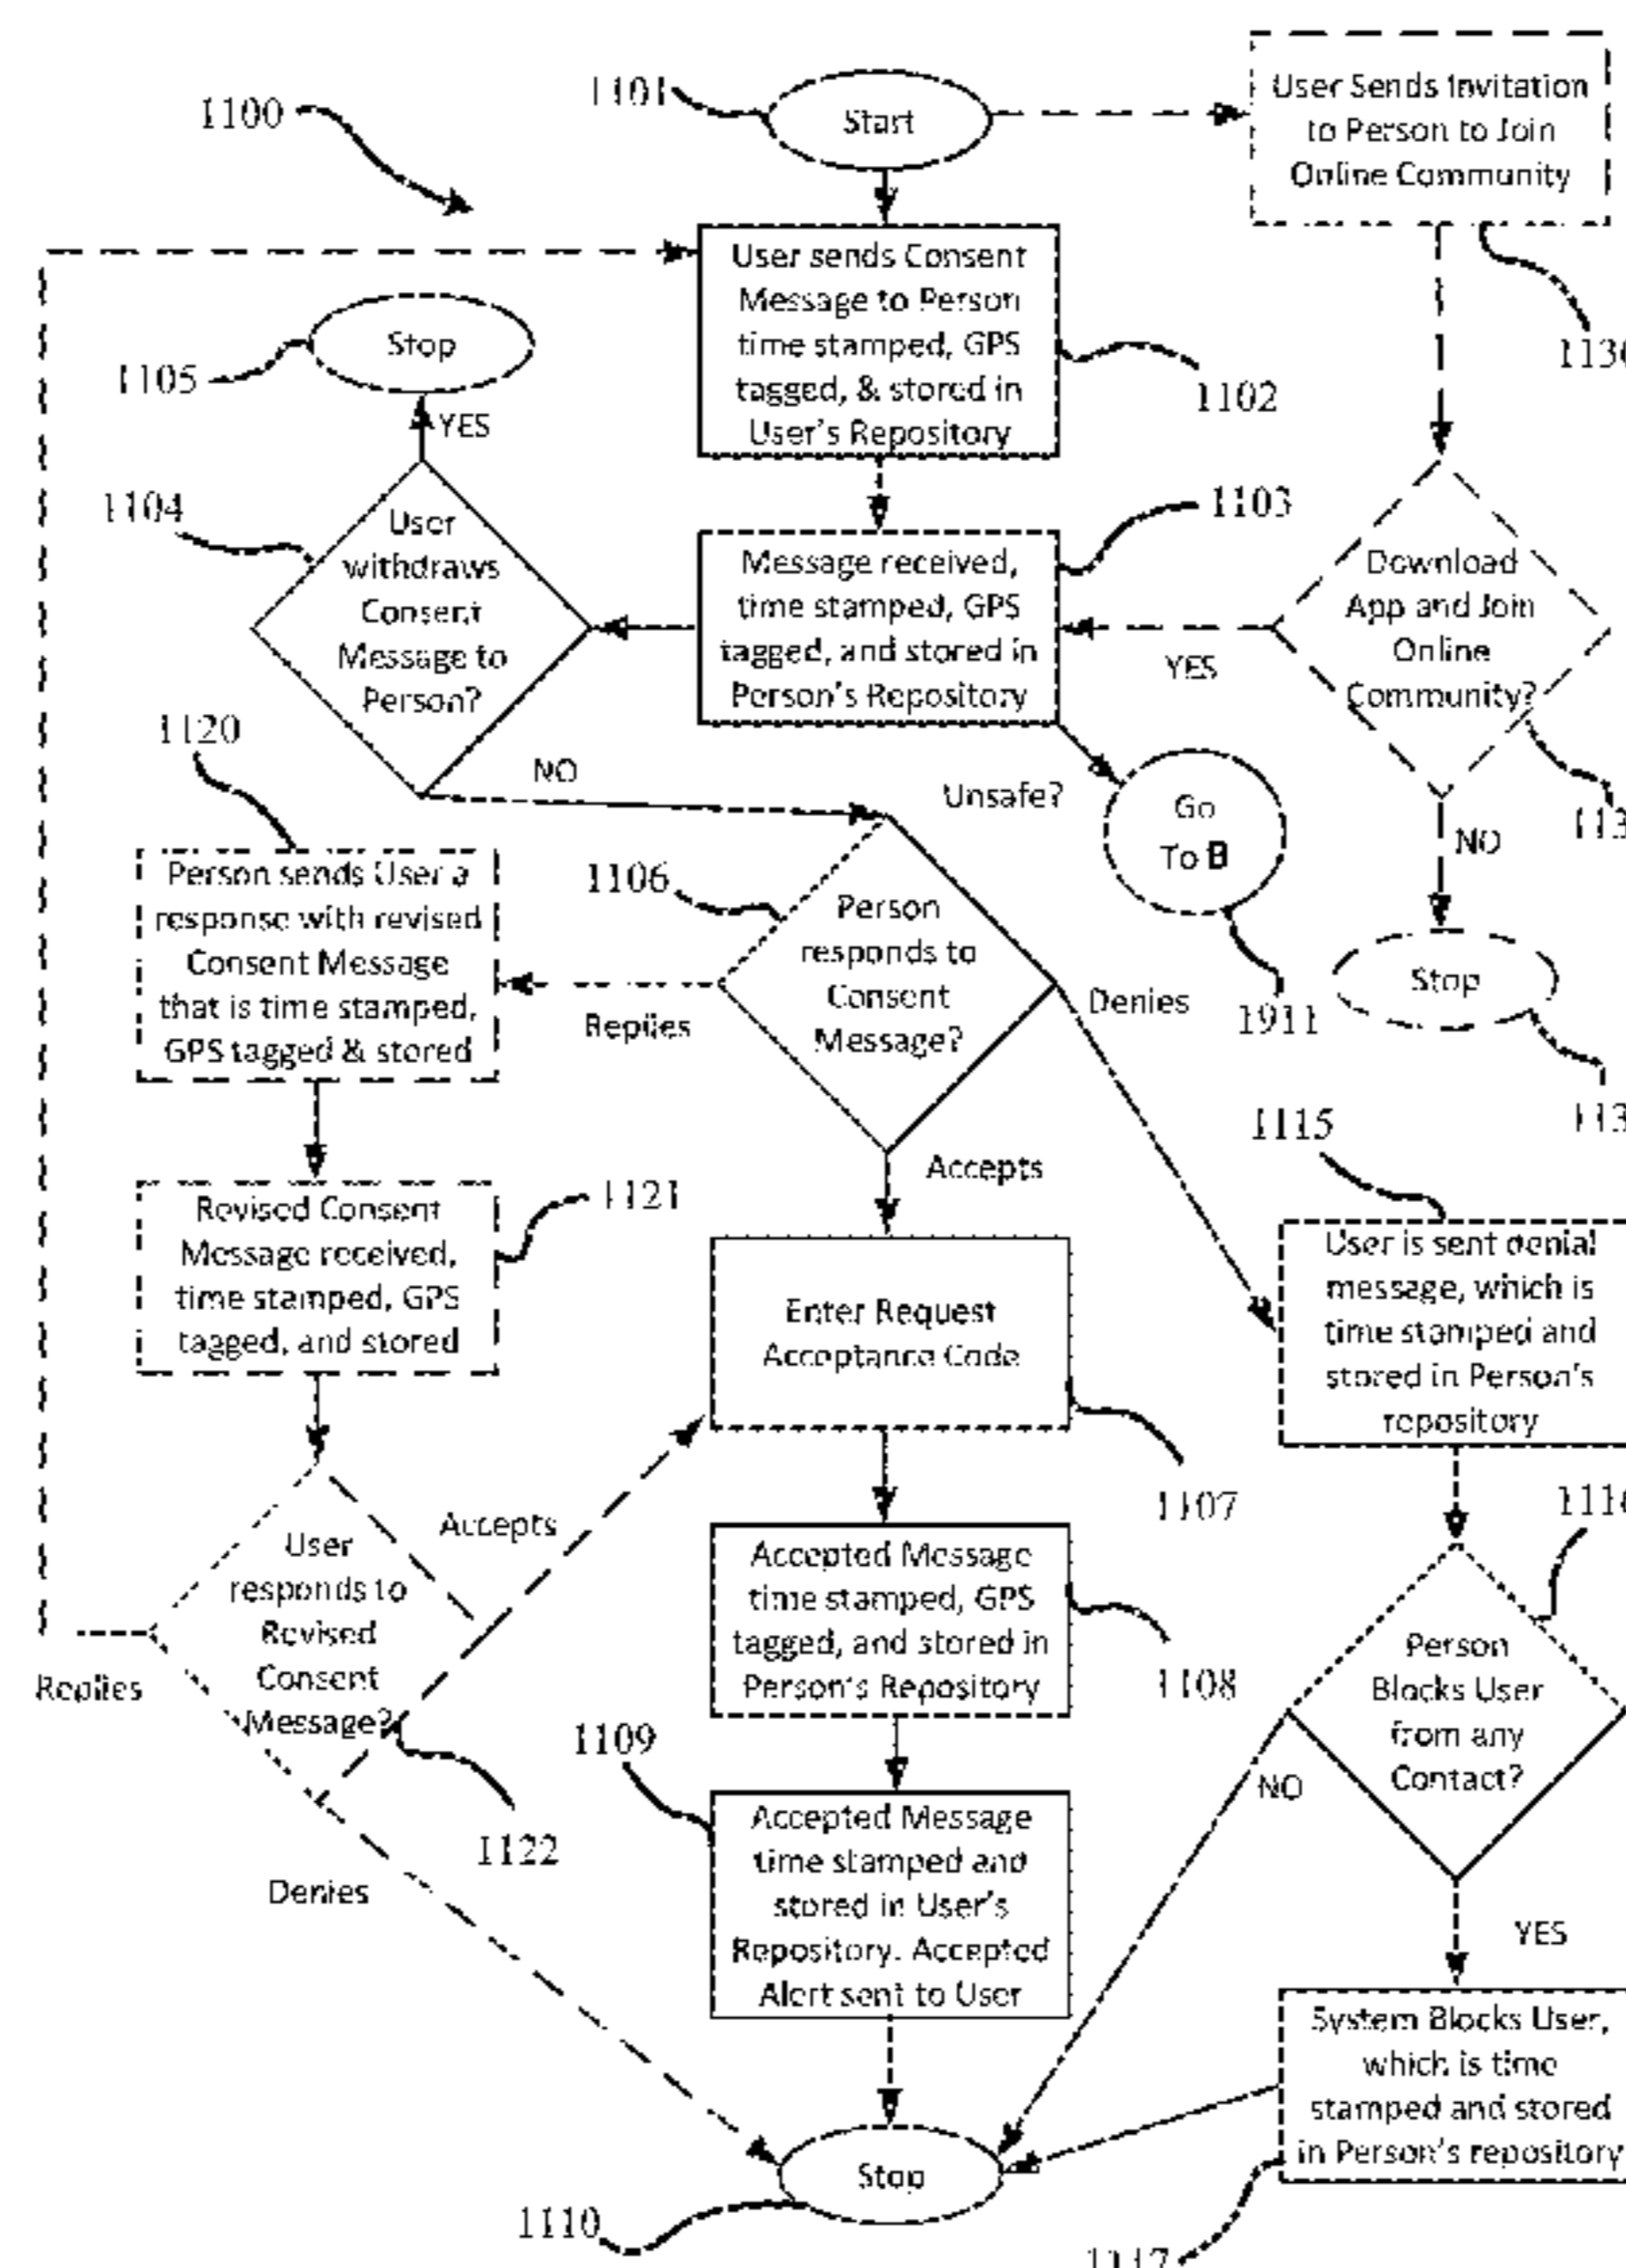 1100
1101
Start
User Sends Invitation
to Person to Join
Online Community
User sends Consent
Message to Person
time stamped, GPS
tagged, & stored in
User's Repository
1102
Stop
1105
YES
1104
User
withdraws
Consent
Message to
Person?
Message received,
time stamped, GPS
tagged, and stored in
Person's Repository
1103
Download
App and Join
Online
Community?
YES
NO
Stop
NO
Unsafe?
Go
To B
1911
1120
Person sends User a
response with revised
Consent Message
that is time stamped,
GPS tagged & stored
1106
Person
responds to
Consent
Message?
Replies
Denies
Accepts
1115
User is sent denial
message, which is
time stamped and
stored in Person's
repository
Revised Consent
Message received,
time stamped, GPS
tagged, and stored
1121
Enter Request
Acceptance Code
1107
User
responds to
Revised
Consent
Message?
Accepts
Replies
Denies
1122
Accepted Message
time stamped, GPS
tagged, and stored in
Person's Repository
1108
Person
Blocks User
from any
Contact?
NO
YES
1109
Accepted Message
time stamped and
stored in User's
Repository. Accepted
Alert sent to User
System Blocks User,
which is time
stamped and stored
in Person's repository
Stop
1110
1117